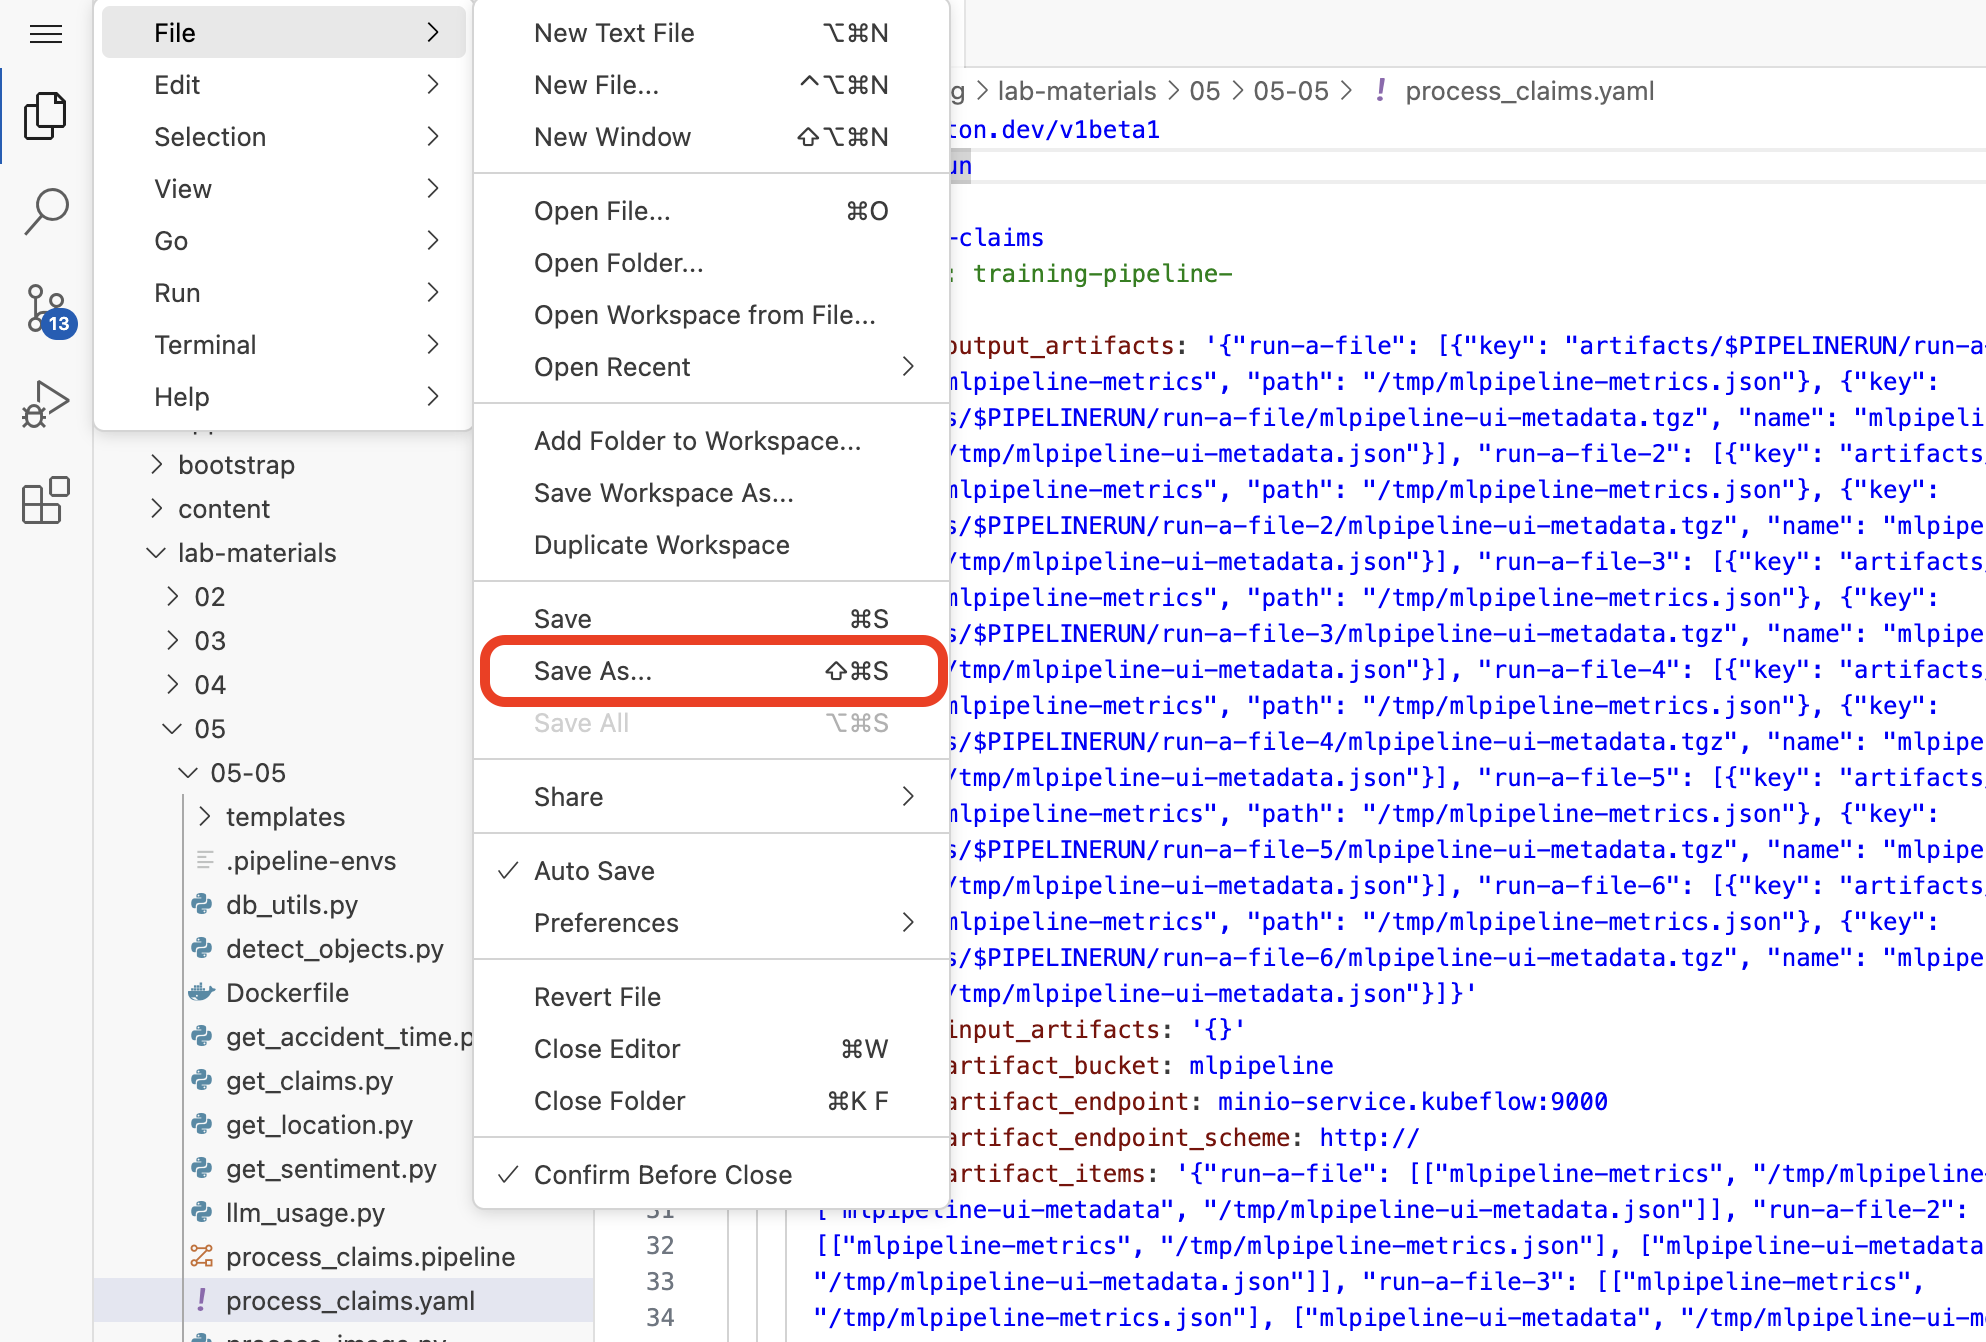 File
Edit
Selection
View
Go
Run
Terminal
Help
13
New Text File ⌥⌘N
New File... ^⌥⌘N
New Window ⇧⌥⌘N
Open File... ⌘O
Open Folder...
Open Workspace from File...
Open Recent
Add Folder to Workspace...
Save Workspace As...
Duplicate Workspace
Save ⌘S
Save As... ⇧⌘S
Save All ⌥⌘S
Share
Auto Save
Preferences
Revert File
Close Editor ⌘W
Close Folder ⌘K F
Confirm Before Close
bootstrap
content
lab-materials
02
03
04
05
05-05
templates
.pipeline-envs
db_utils.py
detect_objects.py
Dockerfile
get_accident_time.p
get_claims.py
get_location.py
get_sentiment.py
llm_usage.py
process_claims.pipeline
! process_claims.yaml
process_image.py
g > lab-materials > 05 > 05-05 > ! process_claims.yaml
ton.dev/v1beta1
un
-claims
: training-pipeline-
output_artifacts: '{"run-a-file": [{"key": "artifacts/$PIPELINERUN/run-a-
mlpipeline-metrics", "path": "/tmp/mlpipeline-metrics.json"}, {"key":
s/$PIPELINERUN/run-a-file/mlpipeline-ui-metadata.tgz", "name": "mlpipeli
/tmp/mlpipeline-ui-metadata.json"}], "run-a-file-2": [{"key": "artifacts/
mlpipeline-metrics", "path": "/tmp/mlpipeline-metrics.json"}, {"key":
s/$PIPELINERUN/run-a-file-2/mlpipeline-ui-metadata.tgz", "name": "mlpipe
/tmp/mlpipeline-ui-metadata.json"}], "run-a-file-3": [{"key": "artifacts/
mlpipeline-metrics", "path": "/tmp/mlpipeline-metrics.json"}, {"key":
s/$PIPELINERUN/run-a-file-3/mlpipeline-ui-metadata.tgz", "name": "mlpipe
/tmp/mlpipeline-ui-metadata.json"}], "run-a-file-4": [{"key": "artifacts/
mlpipeline-metrics", "path": "/tmp/mlpipeline-metrics.json"}, {"key":
s/$PIPELINERUN/run-a-file-4/mlpipeline-ui-metadata.tgz", "name": "mlpipe
/tmp/mlpipeline-ui-metadata.json"}], "run-a-file-5": [{"key": "artifacts/
mlpipeline-metrics", "path": "/tmp/mlpipeline-metrics.json"}, {"key":
s/$PIPELINERUN/run-a-file-5/mlpipeline-ui-metadata.tgz", "name": "mlpipe
/tmp/mlpipeline-ui-metadata.json"}], "run-a-file-6": [{"key": "artifacts/
mlpipeline-metrics", "path": "/tmp/mlpipeline-metrics.json"}, {"key":
s/$PIPELINERUN/run-a-file-6/mlpipeline-ui-metadata.tgz", "name": "mlpipe
/tmp/mlpipeline-ui-metadata.json"}]}'
input_artifacts: '{}'
artifact_bucket: mlpipeline
artifact_endpoint: minio-service.kubeflow:9000
artifact_endpoint_scheme: http://
artifact_items: '{"run-a-file": [["mlpipeline-metrics", "/tmp/mlpipeline-
31 ["mlpipeline-ui-metadata", "/tmp/mlpipeline-ui-metadata.json"]], "run-a-file-2":
32 [["mlpipeline-metrics", "/tmp/mlpipeline-metrics.json"], ["mlpipeline-ui-metadata
33 "/tmp/mlpipeline-ui-metadata.json"]], "run-a-file-3": [["mlpipeline-metrics",
34 "/tmp/mlpipeline-metrics.json"], ["mlpipeline-ui-metadata", "/tmp/mlpipeline-ui-m